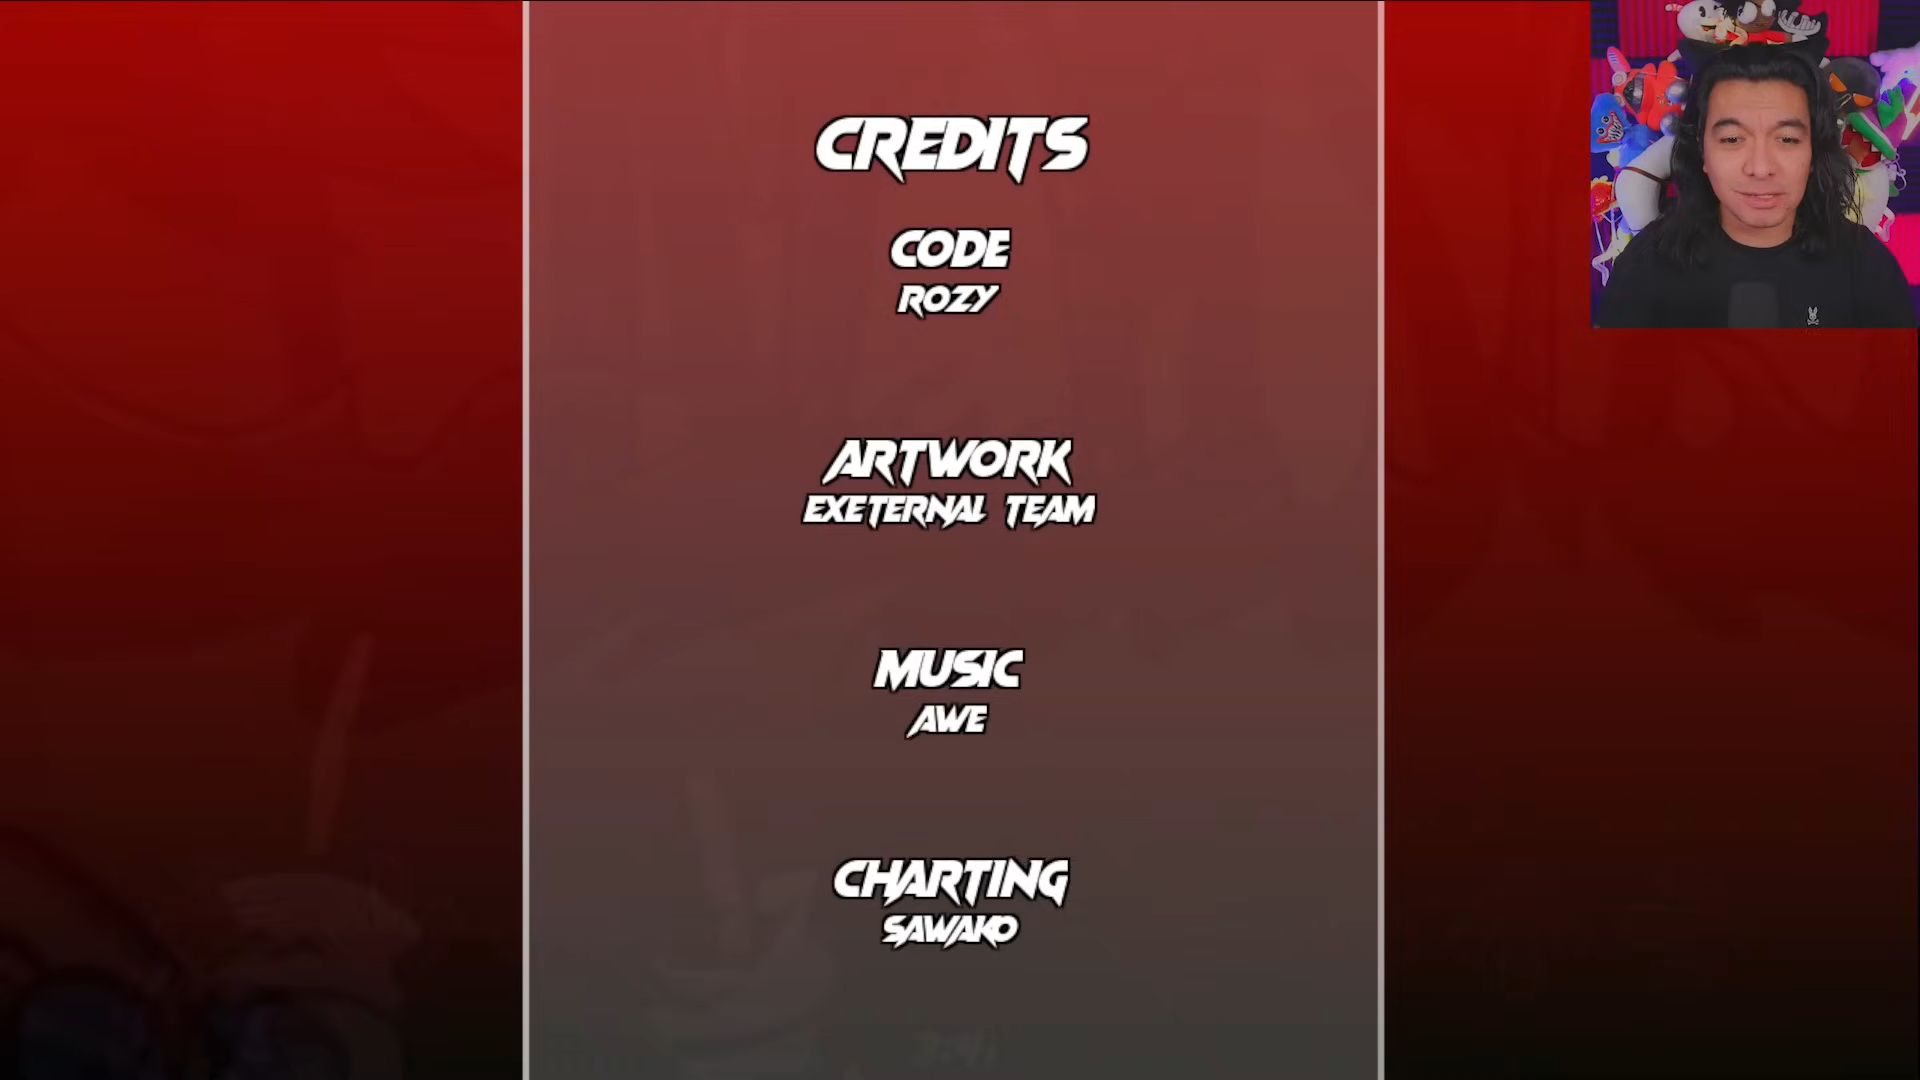 CREDITS
CODE
ROZY
ARTWORK
EXETERNAL TEAM
MUSIC
AWE
CHARTING
SAWAKO